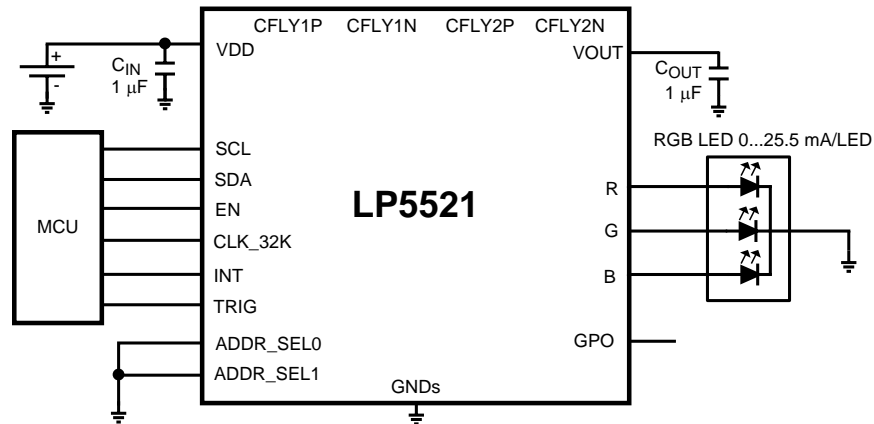 CFLY1P CFLY1N CFLY2P CFLY2N
VDD
VOUT
+
-
CIN
1 μF
COUT
1 μF
RGB LED 0...25.5 mA/LED
MCU
SCL
SDA
EN
CLK_32K
INT
TRIG
ADDR_SEL0
ADDR_SEL1
LP5521
R
G
B
GPO
GNDs